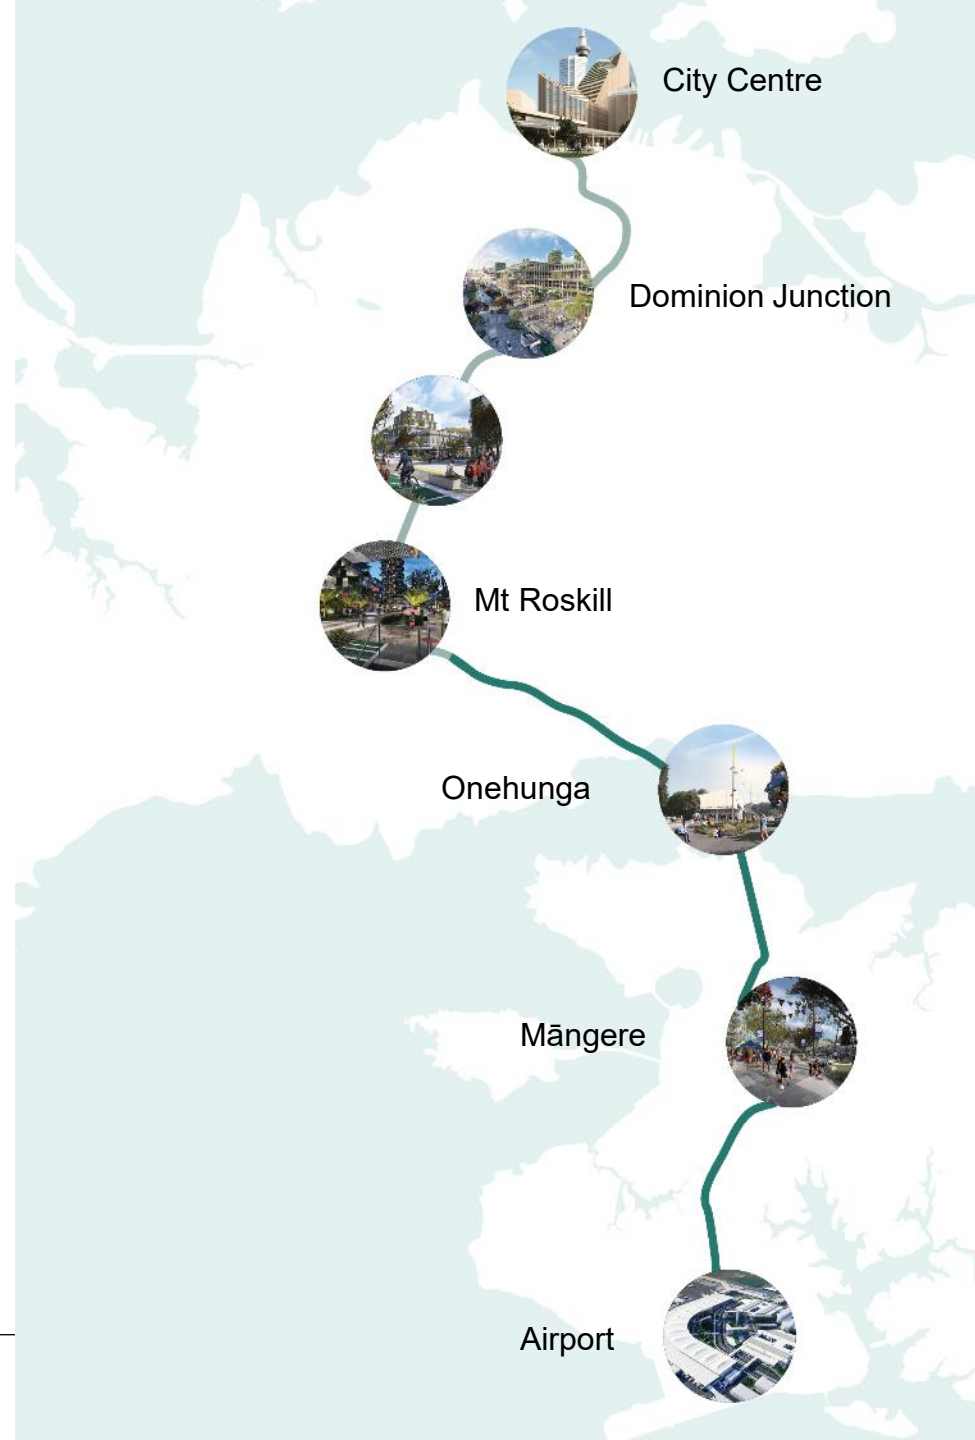 City Centre
Dominion Junction
Mt Roskill
Onehunga
Māngere
Airport